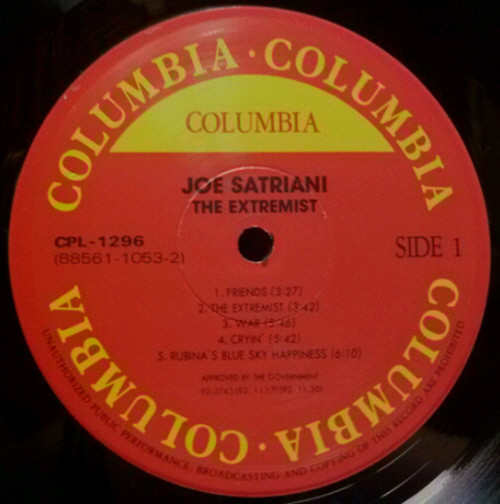 COLUMBIA · COLUMBIA
COLUMBIA
JOE SATRIANI
THE EXTREMIST
CPL-1296
(88561-1053-2)
SIDE 1
1. FRIENDS (3:27)
2. THE EXTREMIST (3:42)
3. WAR (5:46)
4. CRYIN' (5:42)
5. RUBINA'S BLUE SKY HAPPINESS (6:10)
APPROVED BY THE GOVERNMENT
COLUMBIA · COLUMBIA
UNAUTHORIZED PUBLIC PERFORMANCE, BROADCASTING AND COPYING OF THIS RECORD ARE PROHIBITED